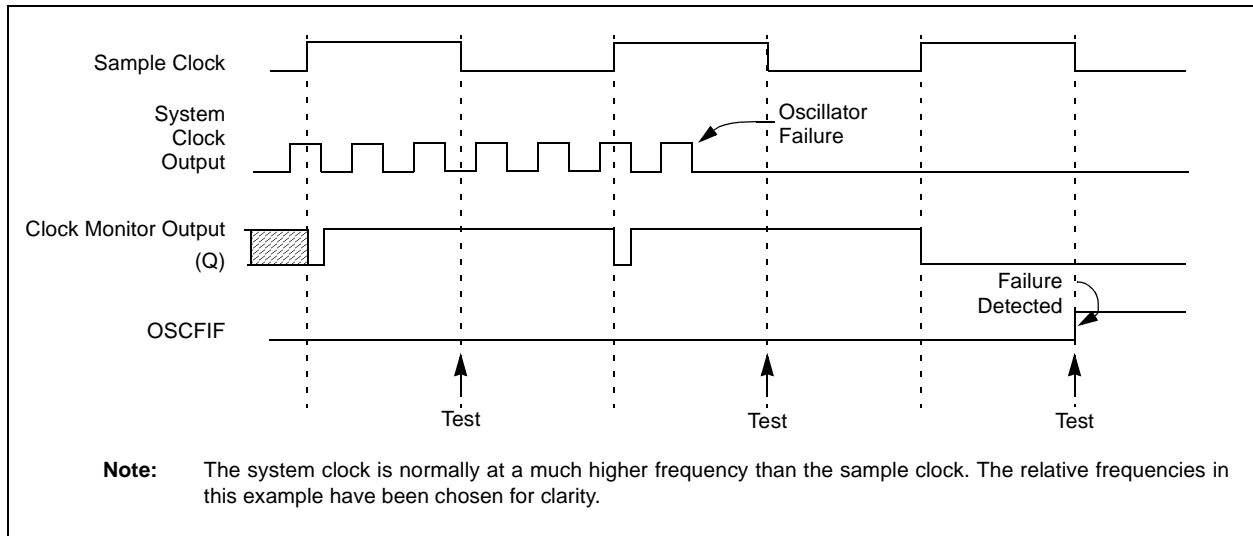 Sample Clock
System
Clock
Output
Oscillator
Failure
Clock Monitor Output
(Q)
Failure
Detected
OSCFIF
Test
Test
Test
Note: The system clock is normally at a much higher frequency than the sample clock. The relative frequencies in
this example have been chosen for clarity.